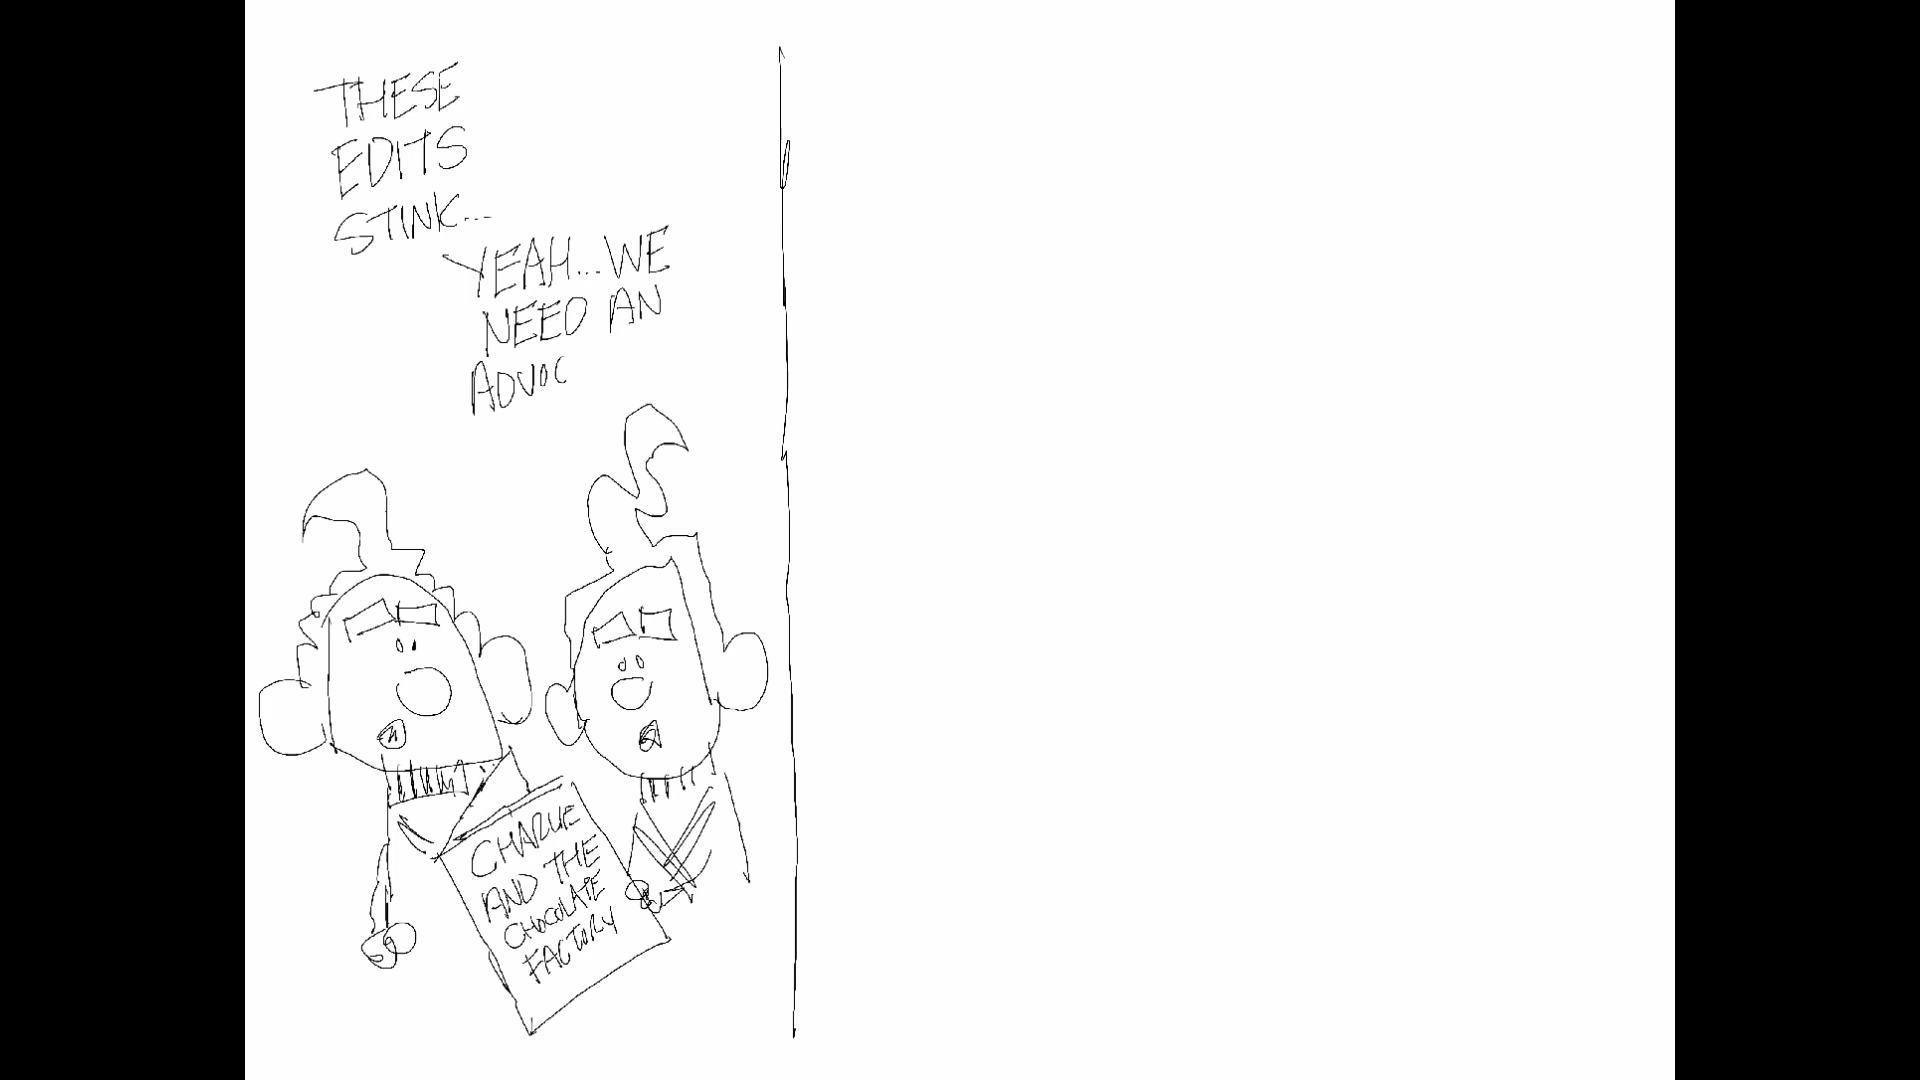 THESE
EDITS
STINK...
YEAH...WE
NEED AN
ADVOC
CHARLIE
AND THE
CHOCOLATE
FACTORY